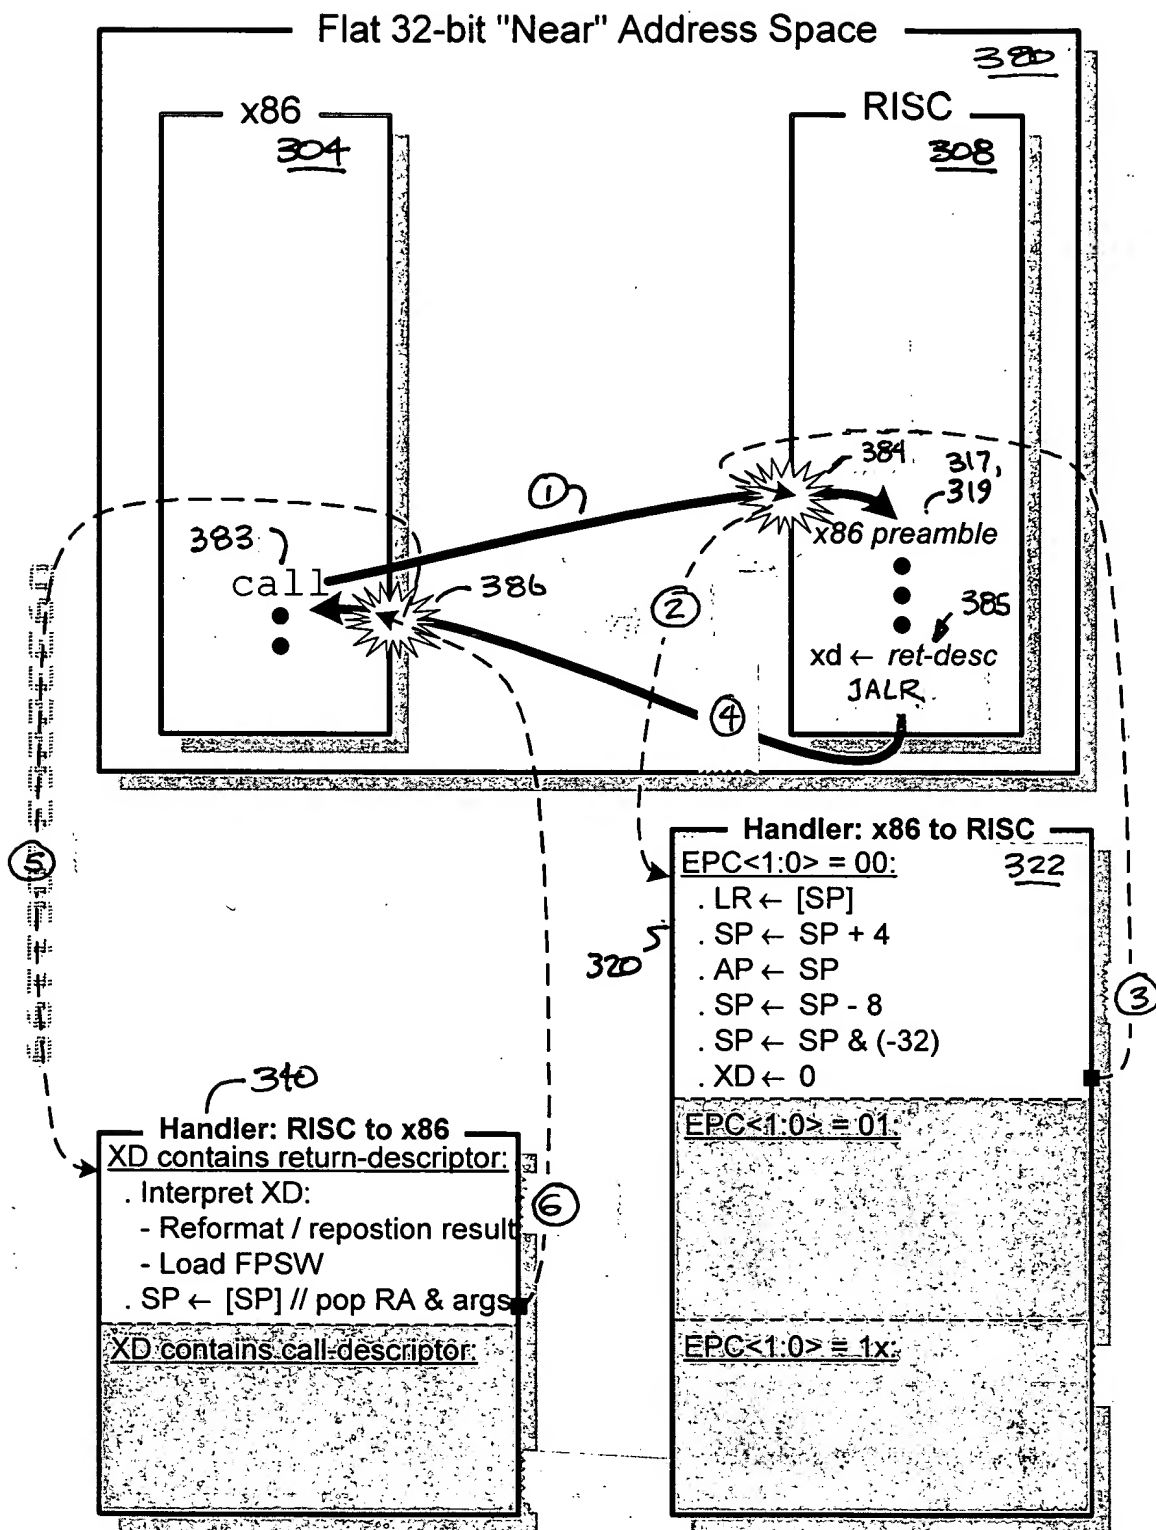 Flat 32-bit "Near" Address Space
380
x86
RISC
304
308
384
317,
319
①
x86 preamble
383
call
386
②
385
xd ← ret-desc
JALR
④
Handler: x86 to RISC
EPC<1:0> = 00:
322
⑤
. LR ← [SP]
. SP ← SP + 4
320
. AP ← SP
. SP ← SP - 8
③
. SP ← SP & (-32)
. XD ← 0
340
Handler: RISC to x86
EPC<1:0> = 01:
XD contains return-descriptor:
. Interpret XD:
⑥
- Reformat / repostion result
- Load FPSW
. SP ← [SP] // pop RA & args
XD contains call-descriptor:
EPC<1:0> = 1x: